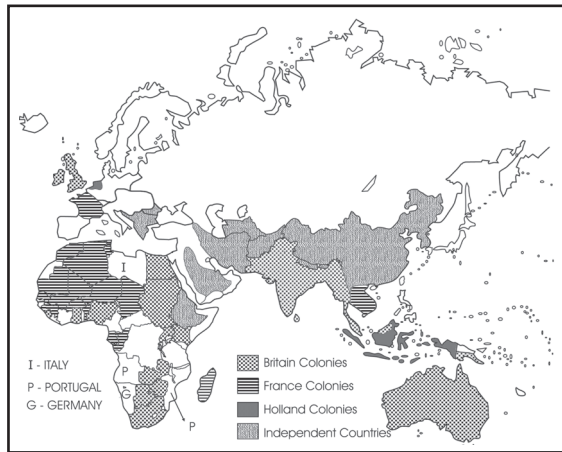 I
P
G
P
I - ITALY
P - PORTUGAL
G - GERMANY
Britain Colonies
France Colonies
Holland Colonies
Independent Countries